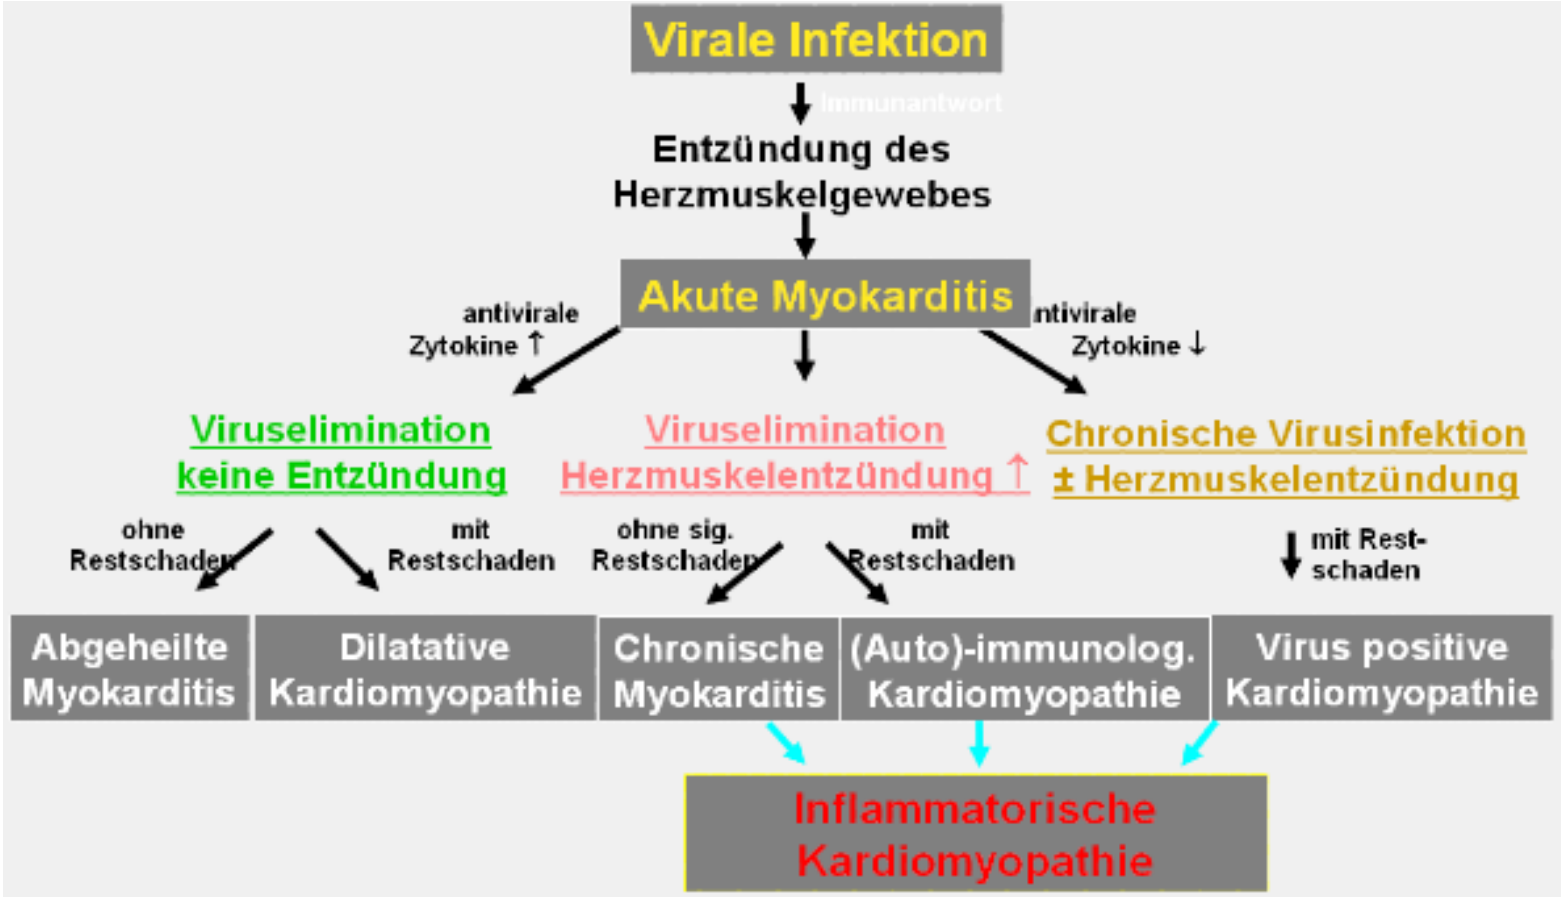 Virale Infektion
Immunantwort
Entzündung des
Herzmuskelgewebes
Akute Myokarditis
antivirale
Zytokine ↑
ntivirale
Zytokine ↓
Viruselimination
keine Entzündung
Viruselimination
Herzmuskelentzündung ↑
Chronische Virusinfektion
± Herzmuskelentzündung
ohne
Restschaden
mit
Restschaden
ohne sig.
Restschaden
mit
Restschaden
mit Rest-
schaden
Abgeheilte
Myokarditis
Dilatative
Kardiomyopathie
Chronische
Myokarditis
(Auto)-immunolog.
Kardiomyopathie
Virus positive
Kardiomyopathie
Inflammatorische
Kardiomyopathie